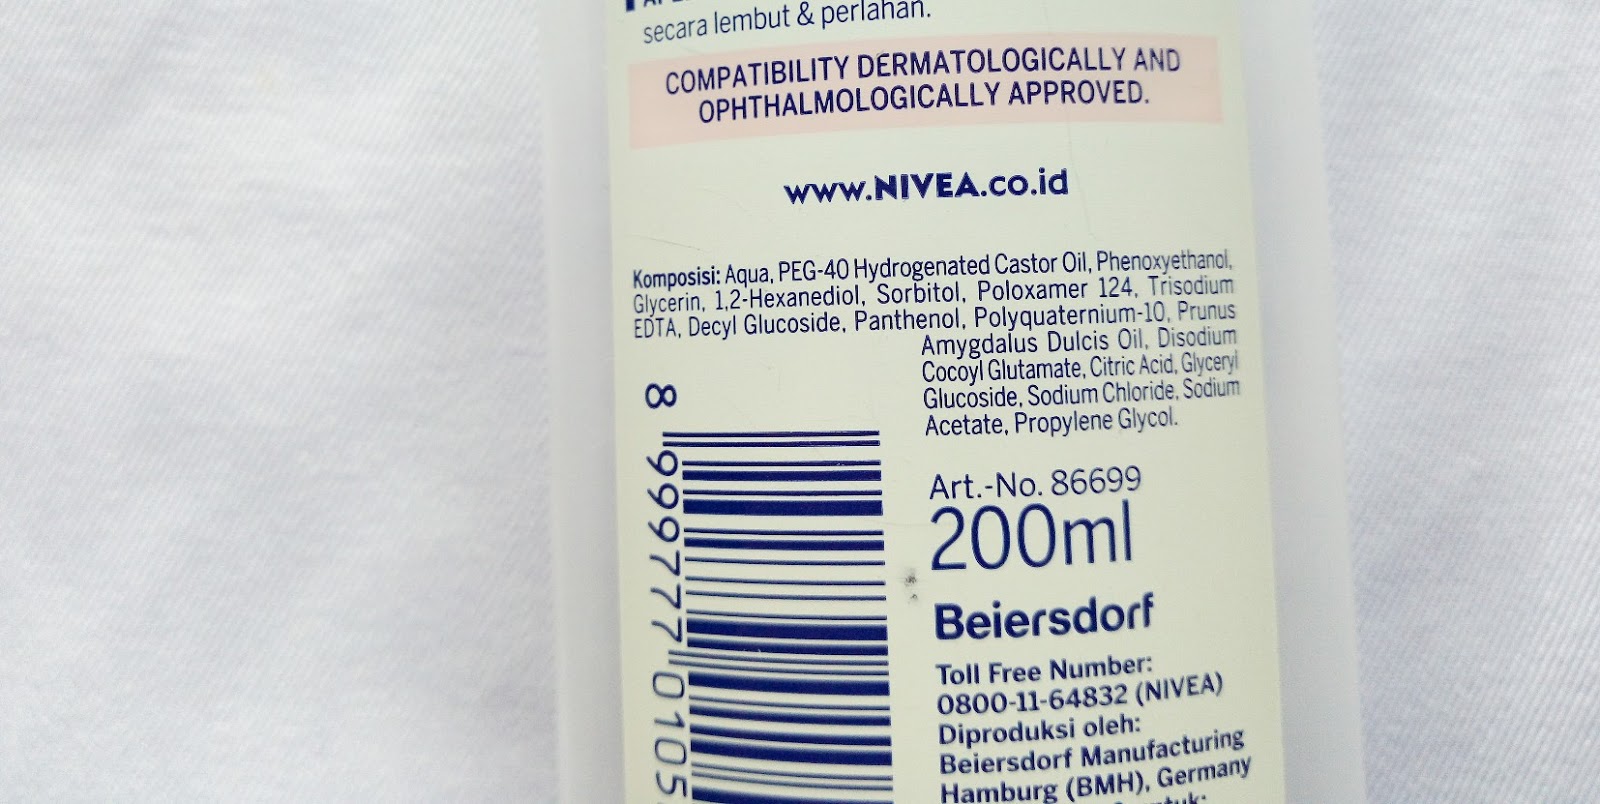 secara lembut & perlahan.
COMPATIBILITY DERMATOLOGICALLY AND
OPHTHALMOLOGICALLY APPROVED.
www.NIVEA.co.id
Komposisi: Aqua, PEG-40 Hydrogenated Castor Oil, Phenoxyethanol,
Glycerin, 1,2-Hexanediol, Sorbitol, Poloxamer 124, Trisodium
EDTA, Decyl Glucoside, Panthenol, Polyquaternium-10, Prunus
Amygdalus Dulcis Oil, Disodium
Cocoyl Glutamate, Citric Acid, Glyceryl
Glucoside, Sodium Chloride, Sodium
Acetate, Propylene Glycol.
8 999777 0105
Art.-No. 86699
200ml
Beiersdorf
Toll Free Number:
0800-11-64832 (NIVEA)
Diproduksi oleh:
Beiersdorf Manufacturing
Hamburg (BMH), Germany